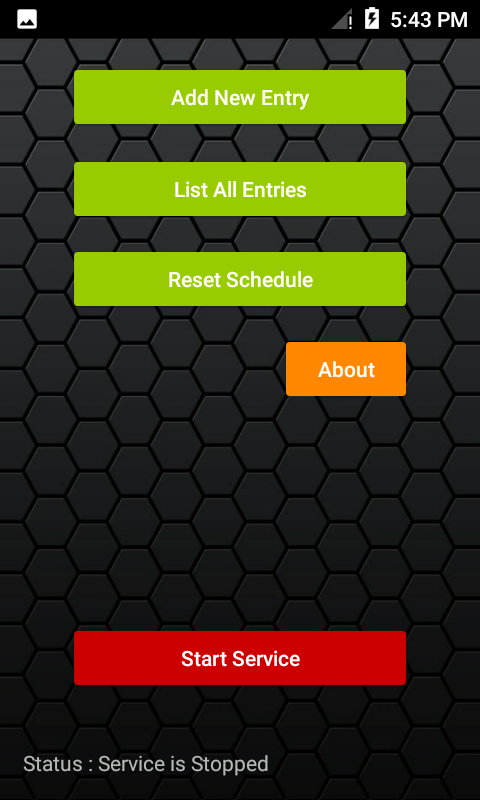 5:43 PM
Add New Entry
List All Entries
Reset Schedule
About
Start Service
Status : Service is Stopped